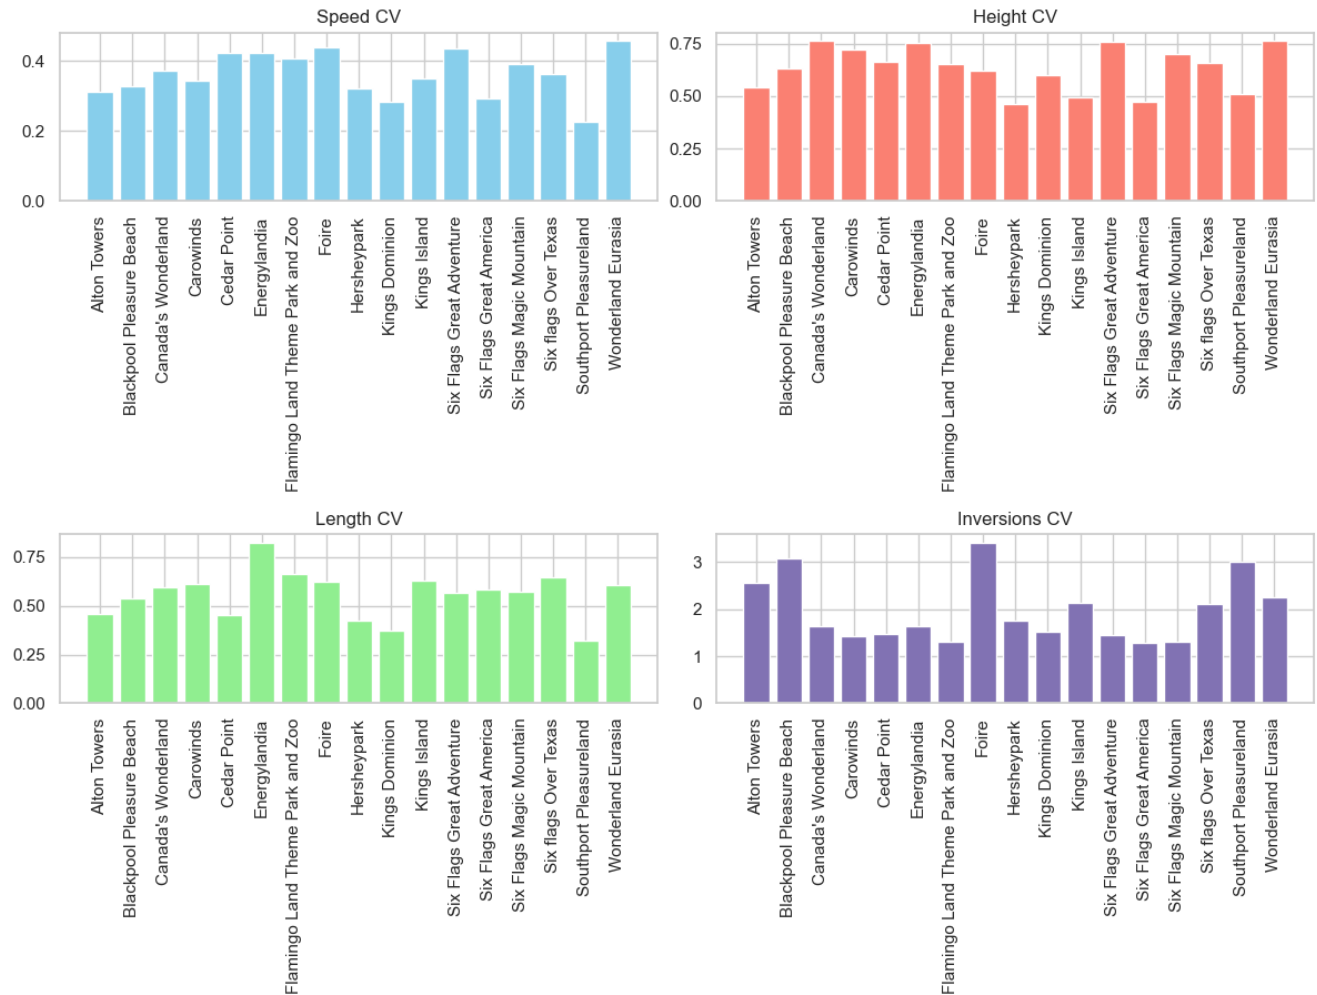 Speed CV
0.4
0.2
0.0
Alton Towers
Blackpool Pleasure Beach
Canada's Wonderland
Carowinds
Cedar Point
Energylandia
Flamingo Land Theme Park and Zoo
Foire
Hersheypark
Kings Dominion
Kings Island
Six Flags Great Adventure
Six Flags Great America
Six Flags Magic Mountain
Six flags Over Texas
Southport Pleasureland
Wonderland Eurasia
Height CV
0.75
0.50
0.25
0.00
Alton Towers
Blackpool Pleasure Beach
Canada's Wonderland
Carowinds
Cedar Point
Energylandia
Flamingo Land Theme Park and Zoo
Foire
Hersheypark
Kings Dominion
Kings Island
Six Flags Great Adventure
Six Flags Great America
Six Flags Magic Mountain
Six flags Over Texas
Southport Pleasureland
Wonderland Eurasia
Length CV
0.75
0.50
0.25
0.00
Alton Towers
Blackpool Pleasure Beach
Canada's Wonderland
Carowinds
Cedar Point
Energylandia
Flamingo Land Theme Park and Zoo
Foire
Hersheypark
Kings Dominion
Kings Island
Six Flags Great Adventure
Six Flags Great America
Six Flags Magic Mountain
Six flags Over Texas
Southport Pleasureland
Wonderland Eurasia
Inversions CV
3
2
1
0
Alton Towers
Blackpool Pleasure Beach
Canada's Wonderland
Carowinds
Cedar Point
Energylandia
Flamingo Land Theme Park and Zoo
Foire
Hersheypark
Kings Dominion
Kings Island
Six Flags Great Adventure
Six Flags Great America
Six Flags Magic Mountain
Six flags Over Texas
Southport Pleasureland
Wonderland Eurasia